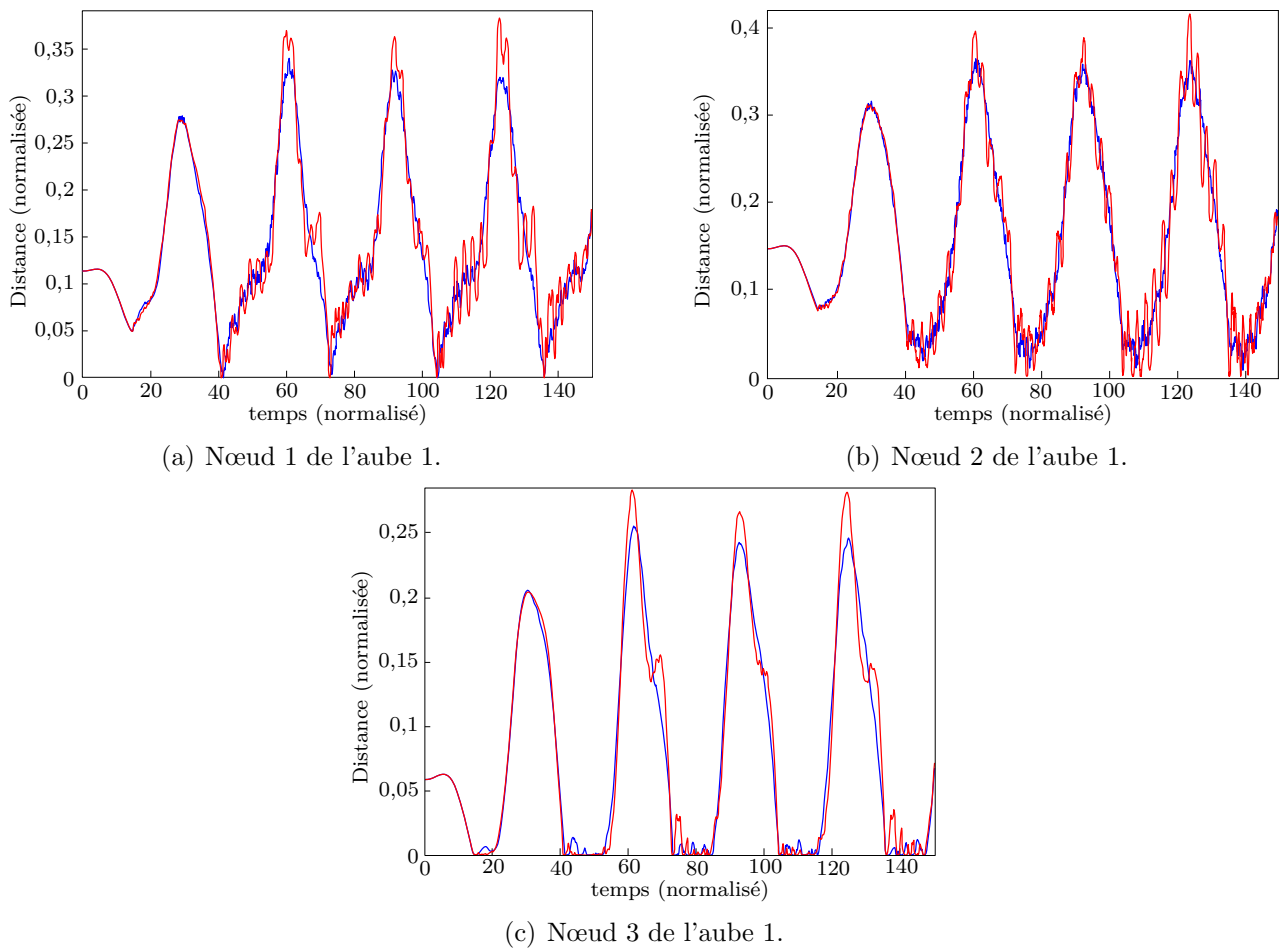 Distance (normalisée)
0,35
0,3
0,25
0,2
0,15
0,1
0,05
0
0 20 40 60 80 100 120 140
temps (normalisé)
(a) Nœud 1 de l'aube 1.
Distance (normalisée)
0,4
0,3
0,2
0,1
0
0 20 40 60 80 100 120 140
temps (normalisé)
(b) Nœud 2 de l'aube 1.
Distance (normalisée)
0,25
0,2
0,15
0,1
0,05
0
0 20 40 60 80 100 120 140
temps (normalisé)
(c) Nœud 3 de l'aube 1.